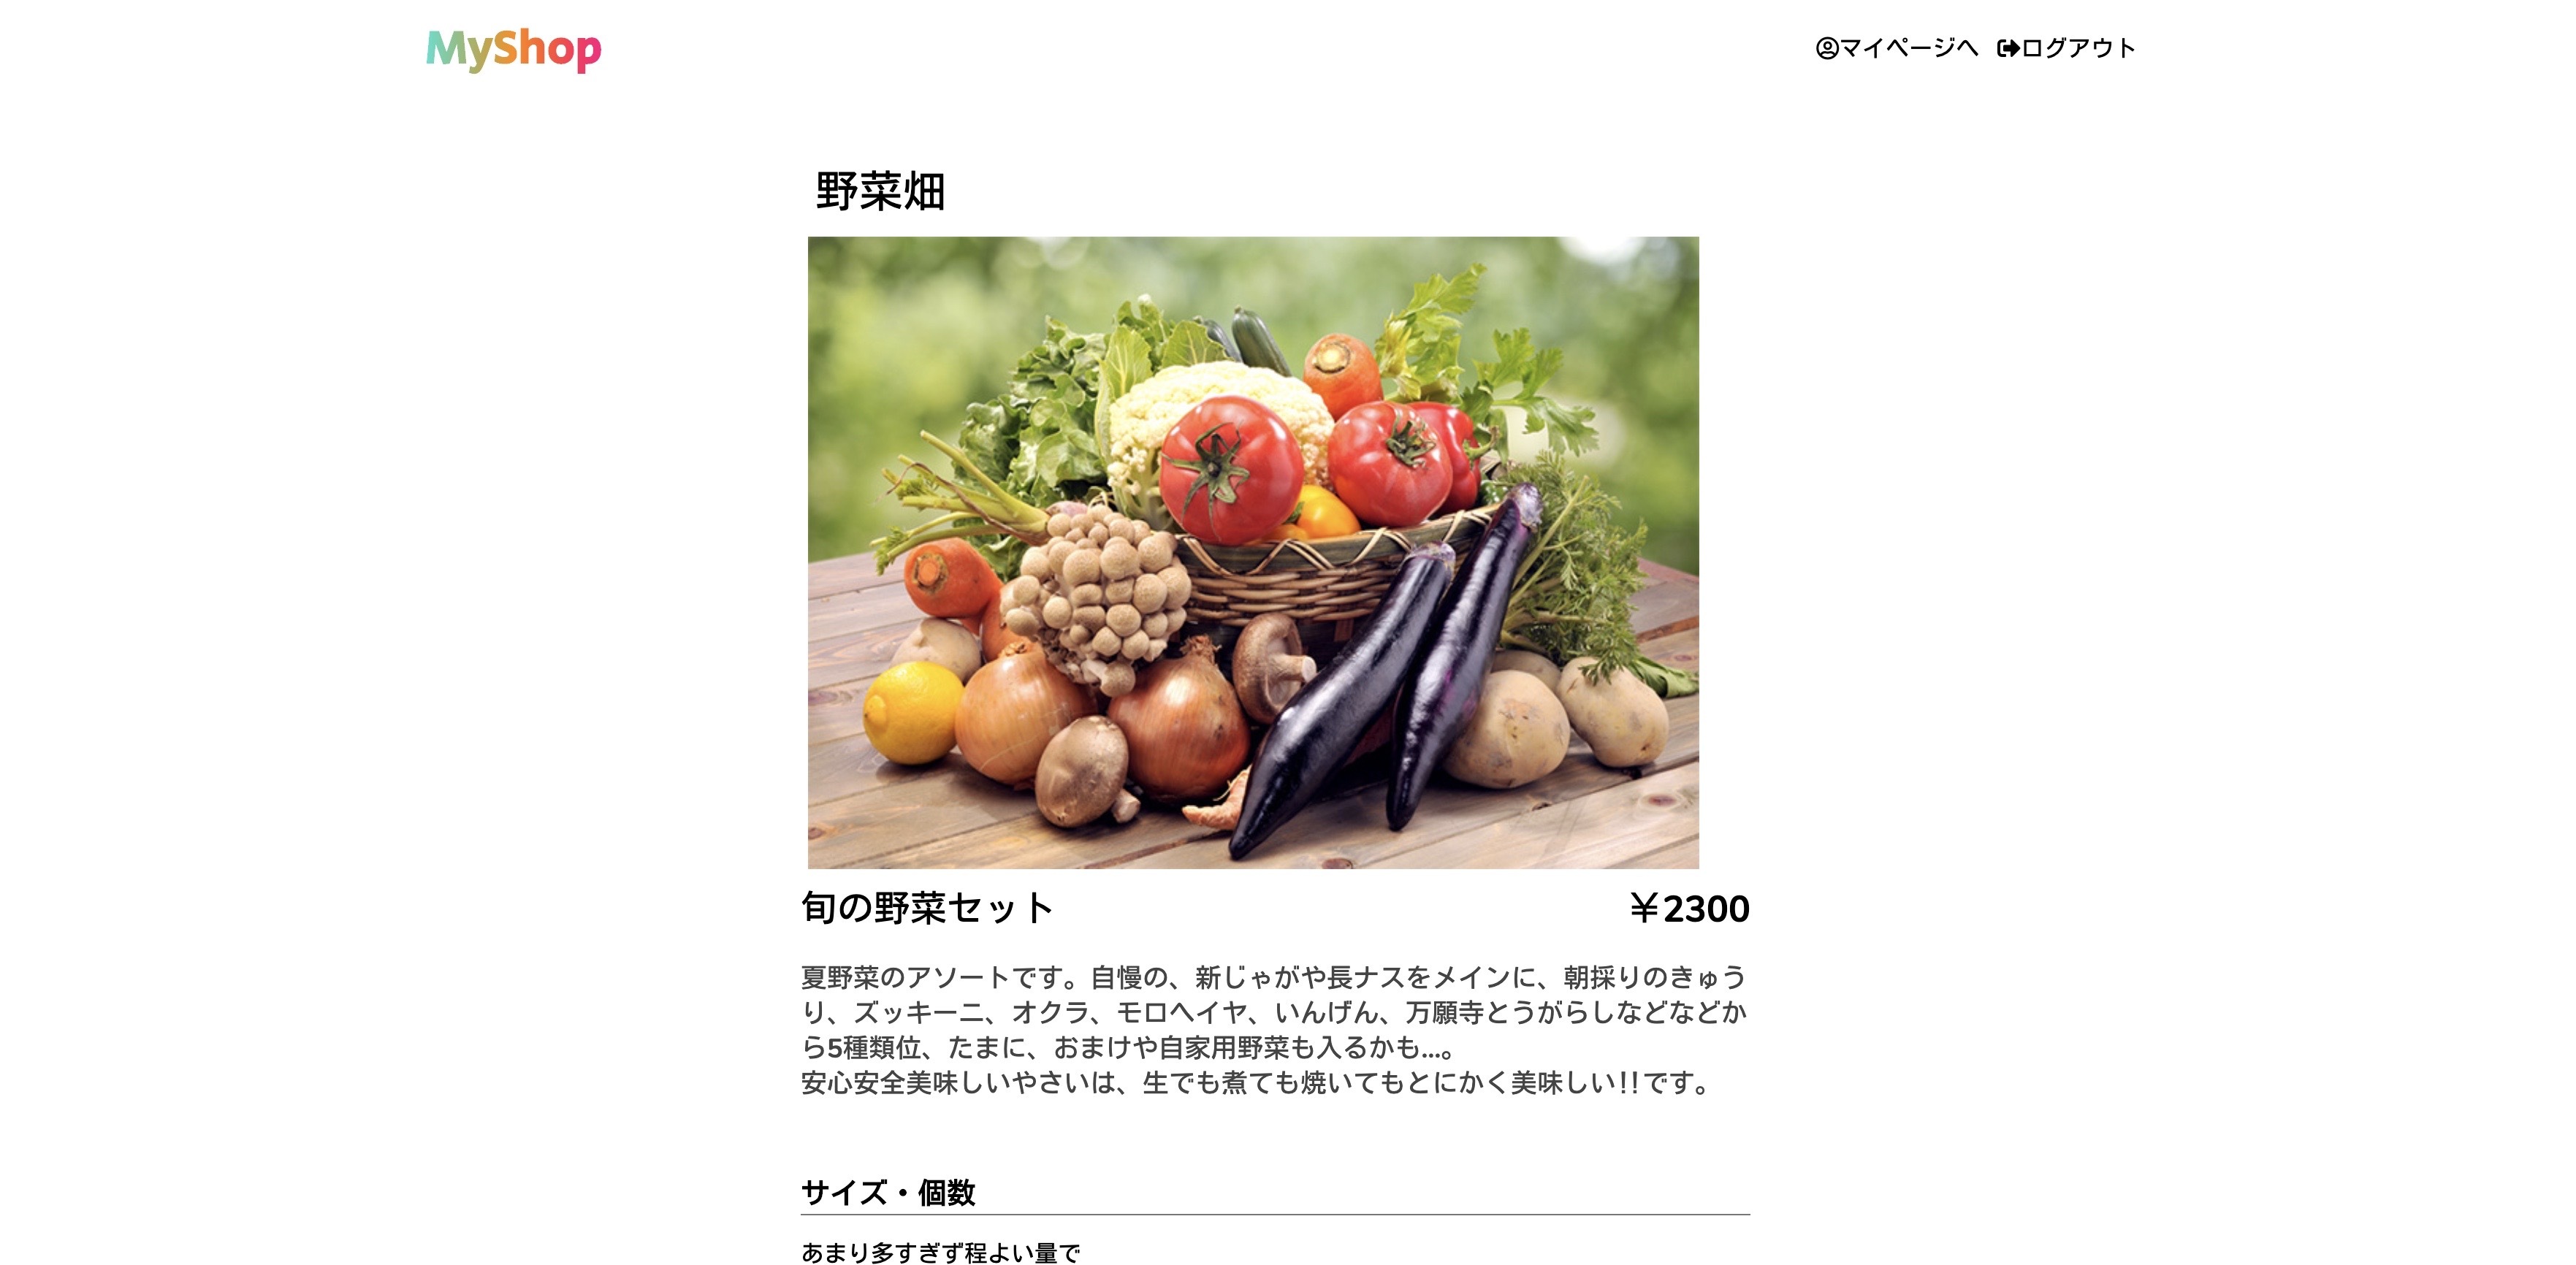 MyShop
マイページへ ログアウト
野菜畑
旬の野菜セット ￥2300
夏野菜のアソートです。自慢の、新じゃがや長ナスをメインに、朝採りのきゅう
り、ズッキーニ、オクラ、モロヘイヤ、いんげん、万願寺とうがらしなどなどか
ら5種類位、たまに、おまけや自家用野菜も入るかも...。
安心安全美味しいやさいは、生でも煮ても焼いてもとにかく美味しい!!です。
サイズ・個数
あまり多すぎず程よい量で